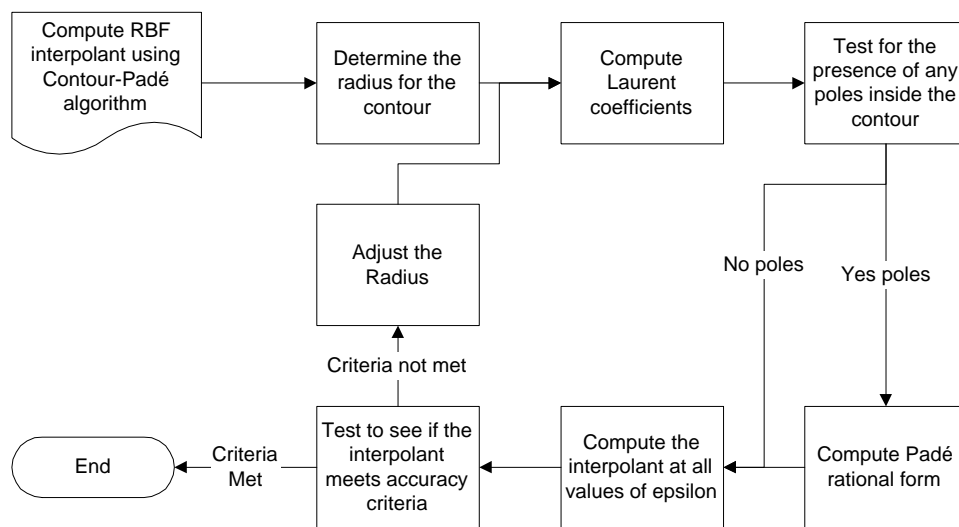 Compute RBF
interpolant using
Contour-Padé
algorithm
Determine the
radius for the
contour
Compute
Laurent
coefficients
Test for the
presence of any
poles inside the
contour
Adjust the
Radius
No poles
Yes poles
Criteria not met
End
Criteria
Met
Test to see if the
interpolant
meets accuracy
criteria
Compute the
interpolant at all
values of epsilon
Compute Padé
rational form